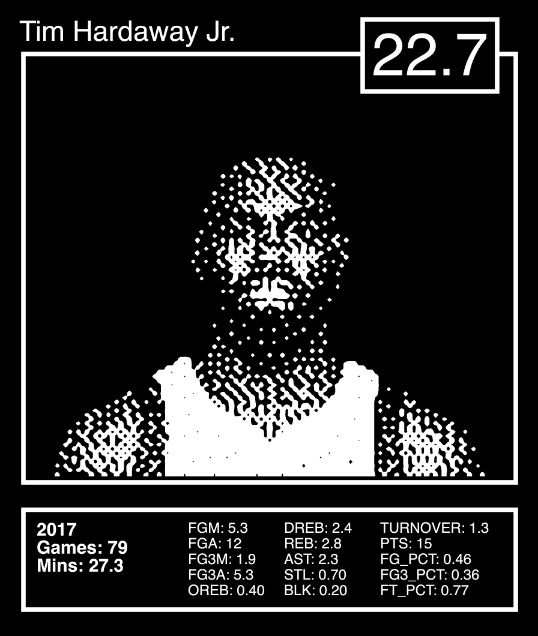 Tim Hardaway Jr.
22.7
2017
Games: 79
Mins: 27.3
FGM: 5.3
FGA: 12
FG3M: 1.9
FG3A: 5.3
OREB: 0.40
DREB: 2.4
REB: 2.8
AST: 2.3
STL: 0.70
BLK: 0.20
TURNOVER: 1.3
PTS: 15
FG_PCT: 0.46
FG3_PCT: 0.36
FT_PCT: 0.77